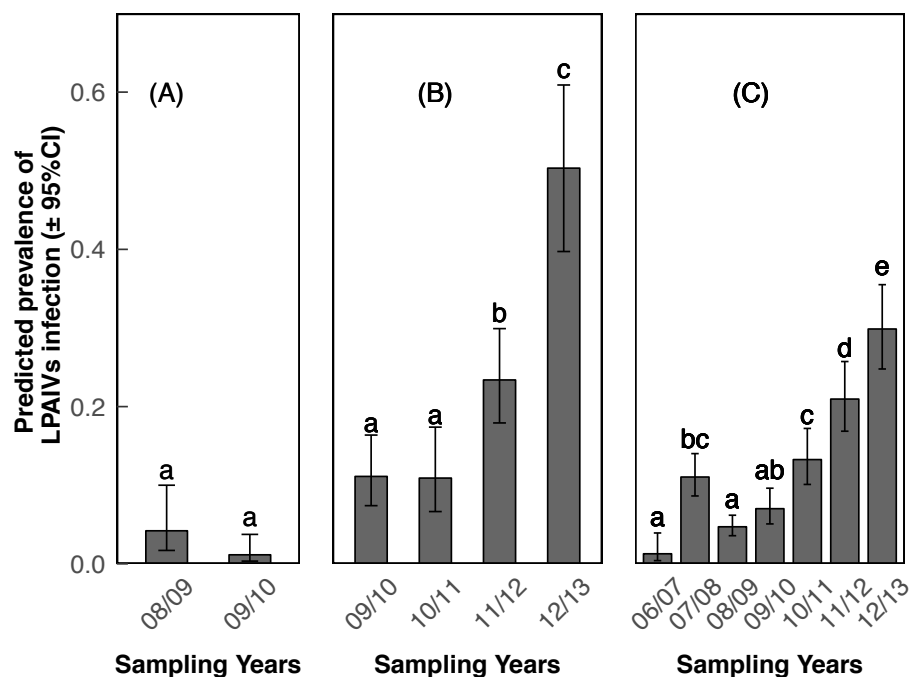 Predicted prevalence of
LPAIVs infection (± 95%CI)
0.6
0.4
0.2
0.0
(A)
a
a
08/09
09/10
Sampling Years
(B)
a
a
b
c
09/10
10/11
11/12
12/13
Sampling Years
(C)
a
bc
a
ab
c
d
e
06/07
07/08
08/09
09/10
10/11
11/12
12/13
Sampling Years